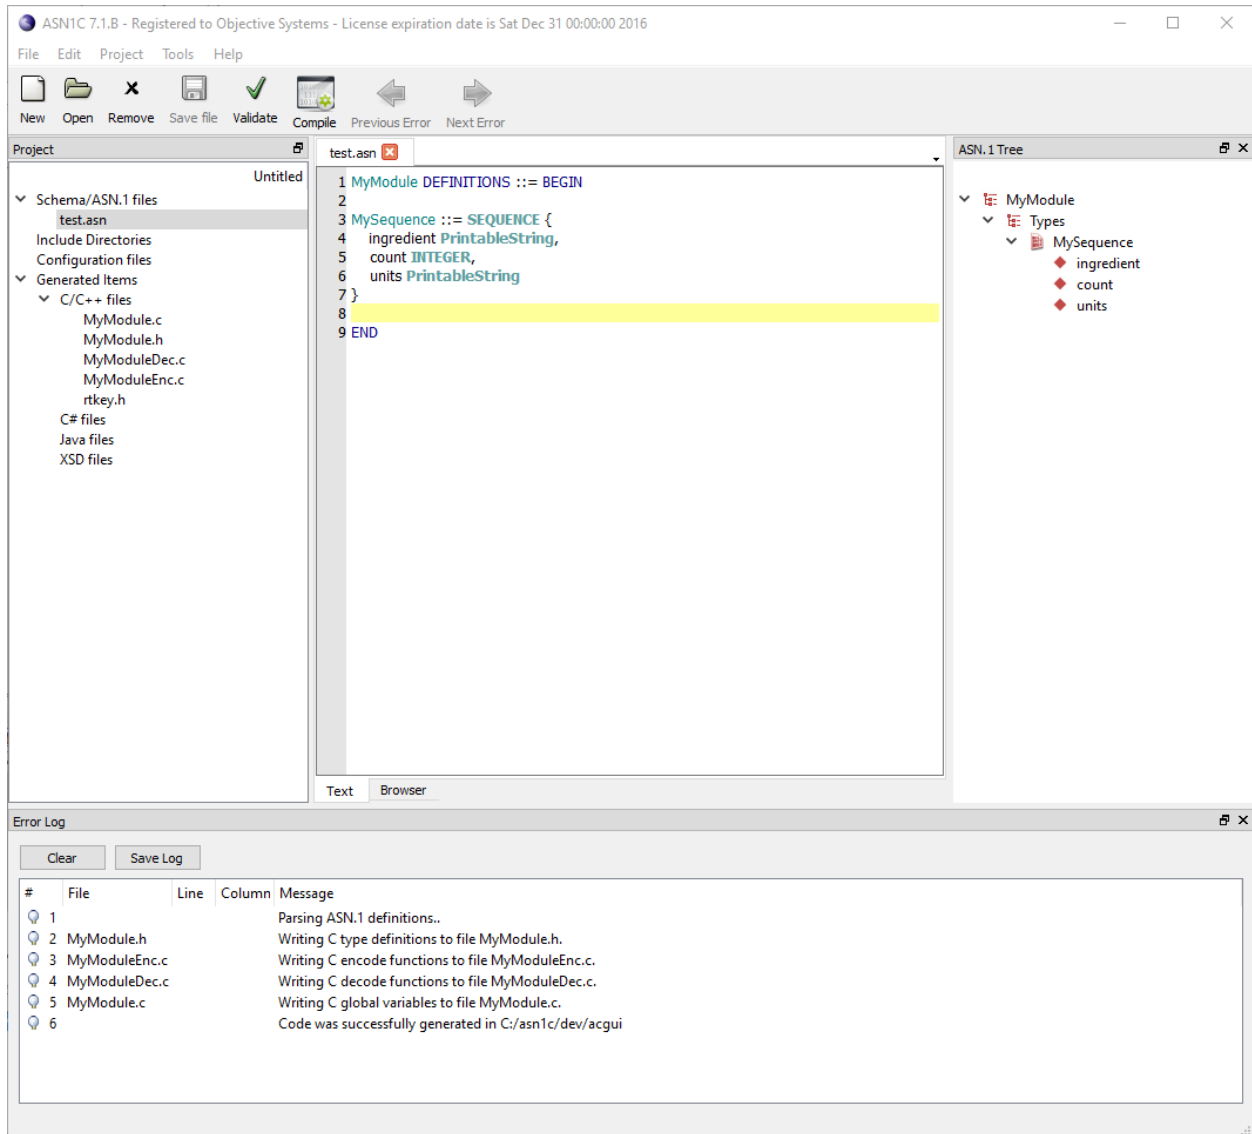 ASN1C 7.1.B - Registered to Objective Systems - License expiration date is Sat Dec 31 00:00:00 2016
File Edit Project Tools Help
New Open Remove Save file Validate Compile Previous Error Next Error
Project
Untitled
Schema/ASN.1 files
test.asn
Include Directories
Configuration files
Generated Items
C/C++ files
MyModule.c
MyModule.h
MyModuleDec.c
MyModuleEnc.c
rtkey.h
C# files
Java files
XSD files
test.asn
1 MyModule DEFINITIONS ::= BEGIN
2
3 MySequence ::= SEQUENCE {
4 ingredient PrintableString,
5 count INTEGER,
6 units PrintableString
7 }
8
9 END
Text Browser
ASN.1 Tree
MyModule
Types
MySequence
ingredient
count
units
Error Log
Clear Save Log
# File Line Column Message
1 Parsing ASN.1 definitions..
2 MyModule.h Writing C type definitions to file MyModule.h.
3 MyModuleEnc.c Writing C encode functions to file MyModuleEnc.c.
4 MyModuleDec.c Writing C decode functions to file MyModuleDec.c.
5 MyModule.c Writing C global variables to file MyModule.c.
6 Code was successfully generated in C:/asn1c/dev/acgui